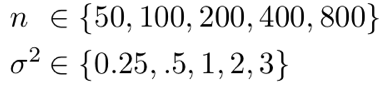 n ∈ {50, 100, 200, 400, 800}
σ² ∈ {0.25, .5, 1, 2, 3}